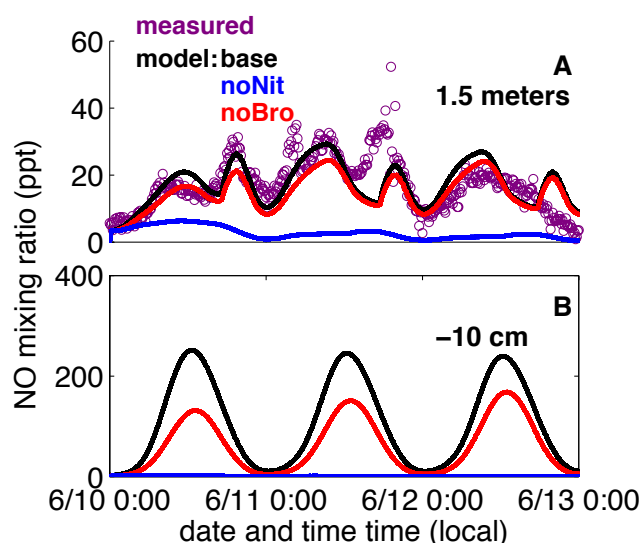 measured
model: base
noNit
noBro
A
1.5 meters
60
40
20
0
NO mixing ratio (ppt)
B
−10 cm
400
200
0
6/10 0:00 6/11 0:00 6/12 0:00 6/13 0:00
date and time time (local)